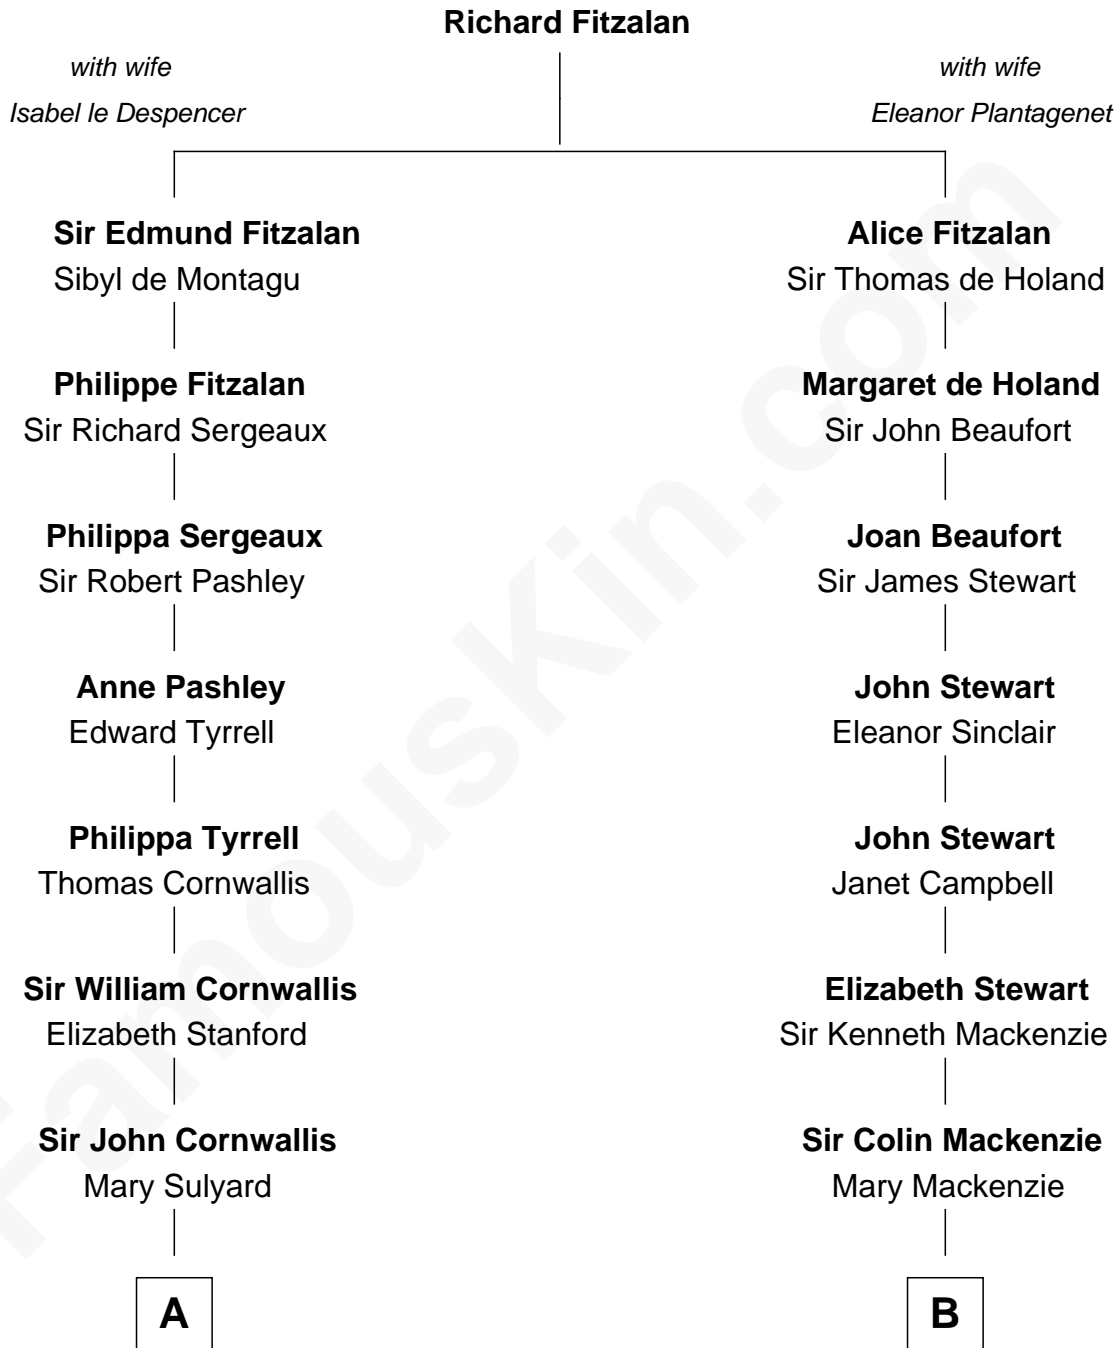 Richard Fitzalan
with wife
Isabel le Despencer
with wife
Eleanor Plantagenet
Sir Edmund Fitzalan
Sibyl de Montagu
Alice Fitzalan
Sir Thomas de Holand
Philippe Fitzalan
Sir Richard Sergeaux
Margaret de Holand
Sir John Beaufort
Philippa Sergeaux
Sir Robert Pashley
Joan Beaufort
Sir James Stewart
Anne Pashley
Edward Tyrrell
John Stewart
Eleanor Sinclair
Philippa Tyrrell
Thomas Cornwallis
John Stewart
Janet Campbell
Sir William Cornwallis
Elizabeth Stanford
Elizabeth Stewart
Sir Kenneth Mackenzie
Sir John Cornwallis
Mary Sulyard
Sir Colin Mackenzie
Mary Mackenzie
A
B
FamousKin.com